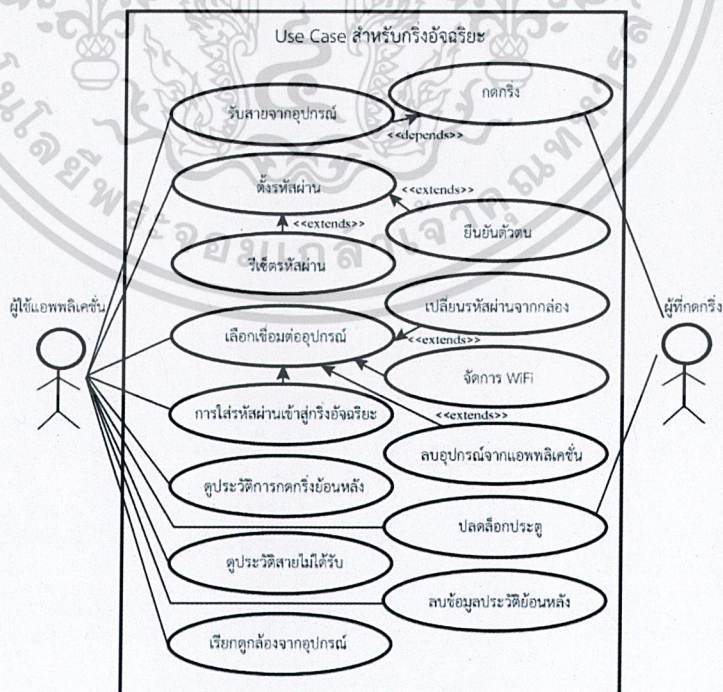 Use Case สำหรับกริ่งอัจฉริยะ
กดกริ่ง
รับสายจากอุปกรณ์
<<depends>>
ตั้งรหัสผ่าน
<<extends>>
<<extends>>
ยืนยันตัวตน
รีเซ็ตรหัสผ่าน
ผู้ใช้แอพพลิเคชั่น
เปลี่ยนรหัสผ่านจากกล่อง
ผู้ที่กดกริ่ง
เลือกเชื่อมต่ออุปกรณ์
<<extends>>
จัดการ WiFi
การใส่รหัสผ่านเข้าสู่กริ่งอัจฉริยะ
<<extends>>
ลบอุปกรณ์จากแอพพลิเคชั่น
ดูประวัติการกดกริ่งย้อนหลัง
ปลดล็อกประตู
ดูประวัติสายไม่ได้รับ
ลบข้อมูลประวัติย้อนหลัง
เรียกดูกล้องจากอุปกรณ์